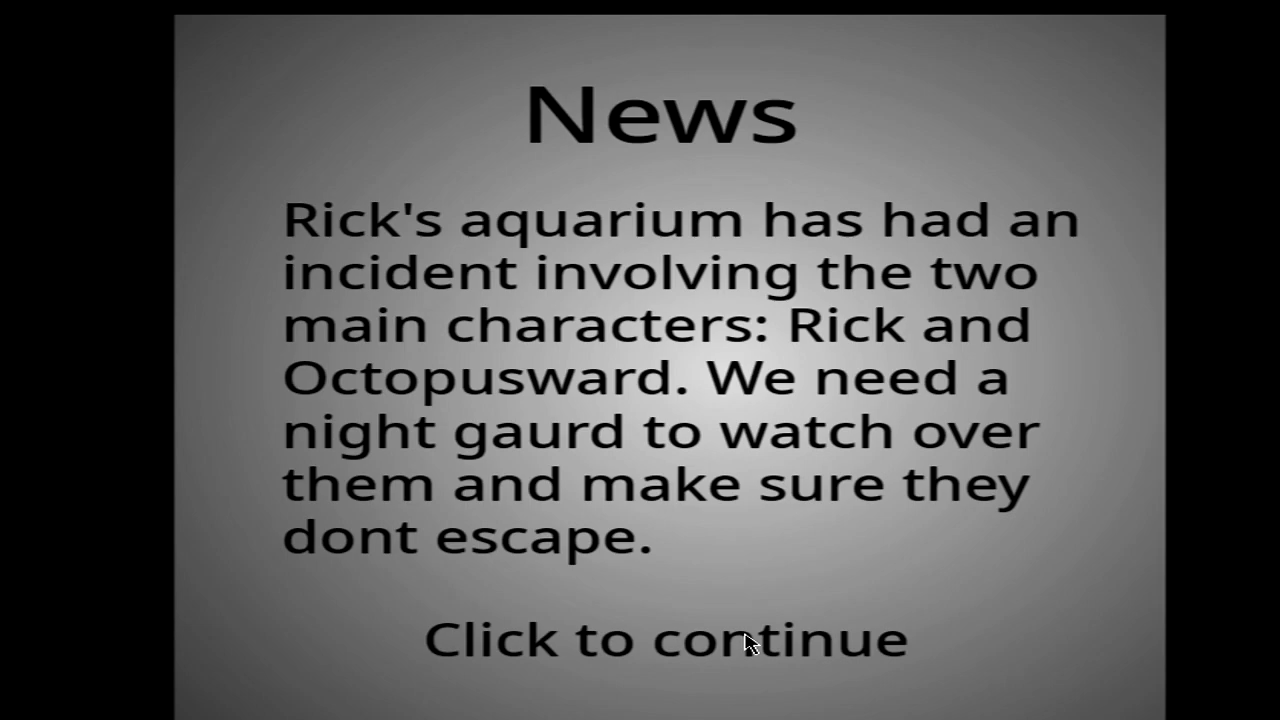 News
Rick's aquarium has had an
incident involving the two
main characters: Rick and
Octopusward. We need a
night gaurd to watch over
them and make sure they
dont escape.
Click to continue